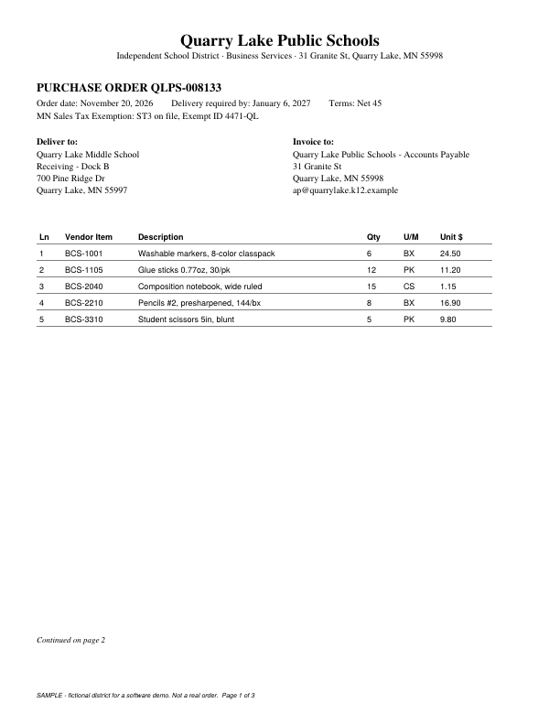 Quarry Lake Public Schools
Independent School District · Business Services · 31 Granite St, Quarry Lake, MN 55998
PURCHASE ORDER QLPS-008133
Order date: November 20, 2026 Delivery required by: January 6, 2027 Terms: Net 45
MN Sales Tax Exemption: ST3 on file, Exempt ID 4471-QL
Deliver to:
Quarry Lake Middle School
Receiving - Dock B
700 Pine Ridge Dr
Quarry Lake, MN 55997
Invoice to:
Quarry Lake Public Schools - Accounts Payable
31 Granite St
Quarry Lake, MN 55998
ap@quarrylake.k12.example
Ln Vendor Item Description Qty U/M Unit $
1 BCS-1001 Washable markers, 8-color classpack 6 BX 24.50
2 BCS-1105 Glue sticks 0.77oz, 30/pk 12 PK 11.20
3 BCS-2040 Composition notebook, wide ruled 15 CS 1.15
4 BCS-2210 Pencils #2, presharpened, 144/bx 8 BX 16.90
5 BCS-3310 Student scissors 5in, blunt 5 PK 9.80
Continued on page 2
SAMPLE - fictional district for a software demo. Not a real order. Page 1 of 3